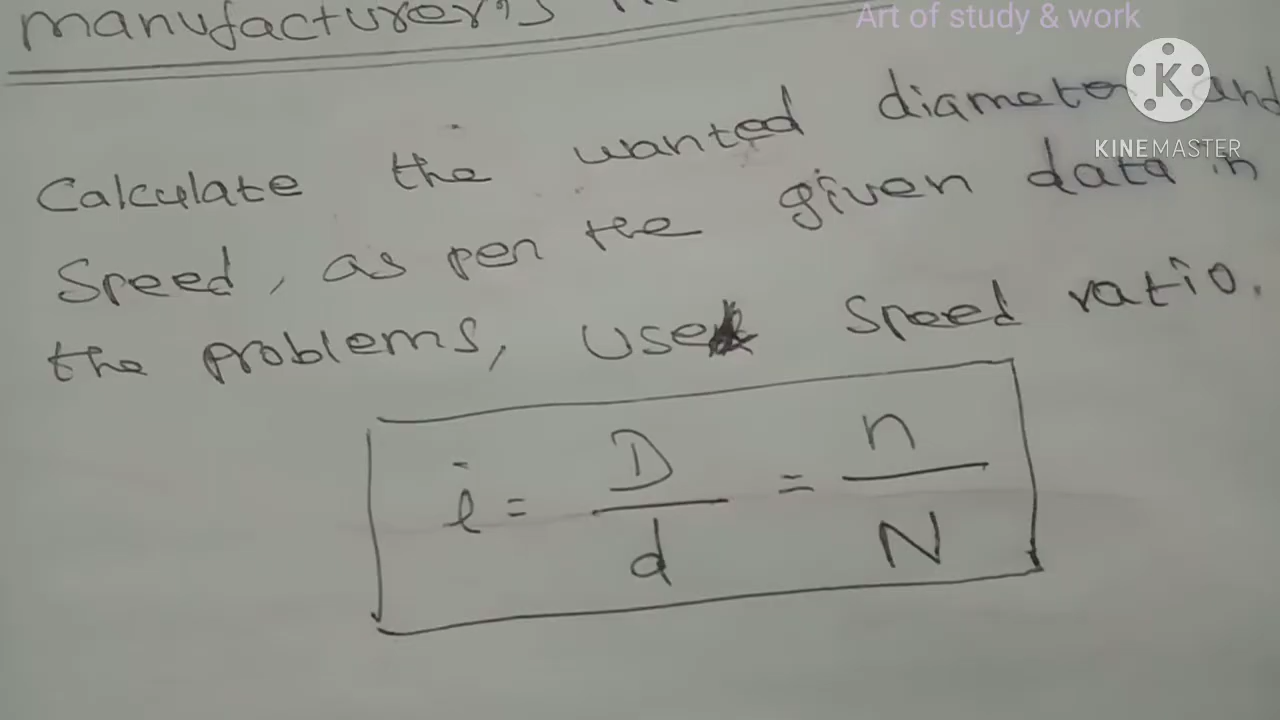 manufacturer's
Art of study & work
K
KINEMASTER
Calculate the wanted diameter and
Speed, as per the given data in
the problems, use speed ratio.
i = D/d = n/N